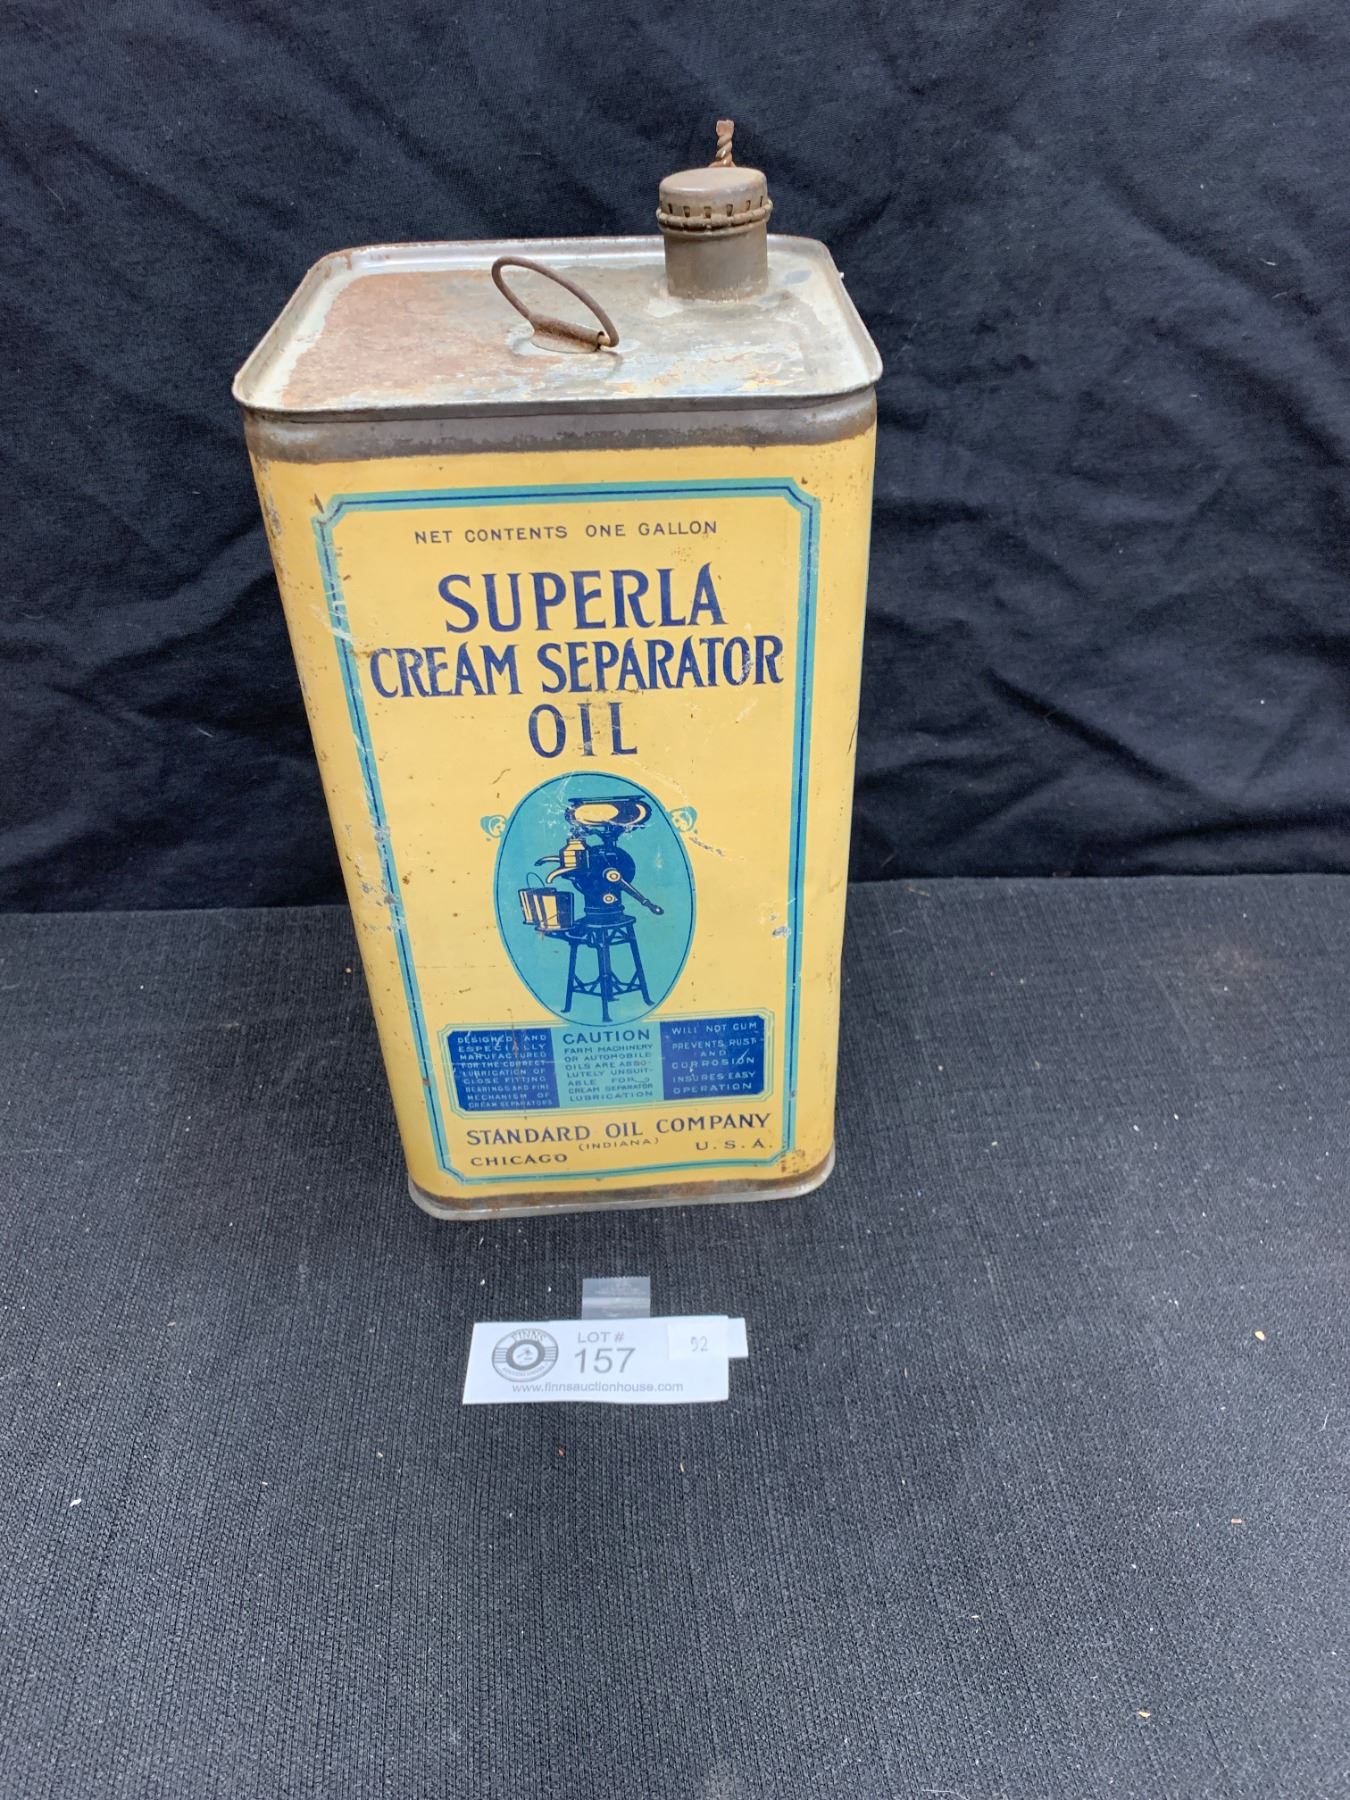 NET CONTENTS ONE GALLON
SUPERLA
CREAM SEPARATOR
OIL
DESIGNED AND
ESPECIALLY
MANUFACTURED
FOR THE CORRECT
LUBRICATION OF
CLOSE FITTING
BEARINGS AND FINE
MECHANISM OF
CREAM SEPARATORS
CAUTION
FARM MACHINERY
OR AUTOMOBILE
OILS ARE ABSO-
LUTELY UNSUIT-
ABLE FOR
CREAM SEPARATOR
LUBRICATION
WILL NOT GUM
PREVENTS RUST
AND
CORROSION
INSURES EASY
OPERATION
STANDARD OIL COMPANY
(INDIANA)
CHICAGO U.S.A.
FINNS
LOT #
157
92
www.finnsauctionhouse.com